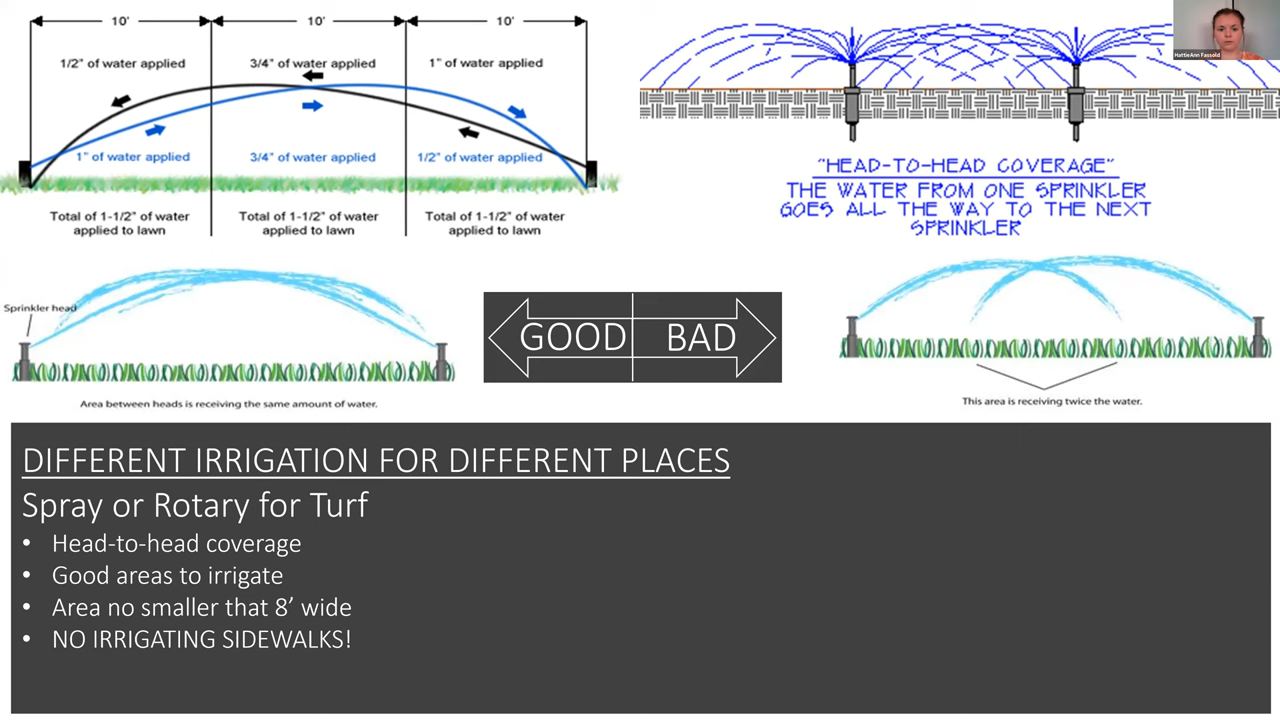 10'
10'
10'
1/2" of water applied
3/4" of water applied
1" of water applied
1" of water applied
3/4" of water applied
1/2" of water applied
Total of 1-1/2" of water
applied to lawn
Total of 1-1/2" of water
applied to lawn
Total of 1-1/2" of water
applied to lawn
HattieAnn Fassold
"HEAD-TO-HEAD COVERAGE"
THE WATER FROM ONE SPRINKLER
GOES ALL THE WAY TO THE NEXT
SPRINKLER
Sprinkler head
Area between heads is receiving the same amount of water.
GOOD
BAD
This area is receiving twice the water.
DIFFERENT IRRIGATION FOR DIFFERENT PLACES
Spray or Rotary for Turf
• Head-to-head coverage
• Good areas to irrigate
• Area no smaller that 8' wide
• NO IRRIGATING SIDEWALKS!